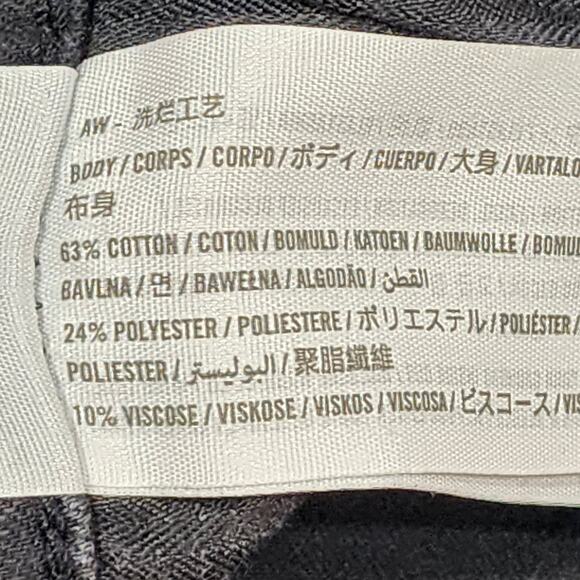 AW - 洗烂工艺
BODY / CORPS / CORPO / ボディ / CUERPO / 大身 / VARTALO
布身
63% COTTON / COTON / BOMULD / KATOEN / BAUMWOLLE / BOMUL
BAVLNA / 면 / BAWEŁNA / ALGODÃO / القطن
24% POLYESTER / POLIESTERE / ポリエステル / POLIÉSTER /
POLIESTER / البوليستر / 聚脂纖維
10% VISCOSE / VISKOSE / VISKOS / VISCOSA / ビスコース / VIS